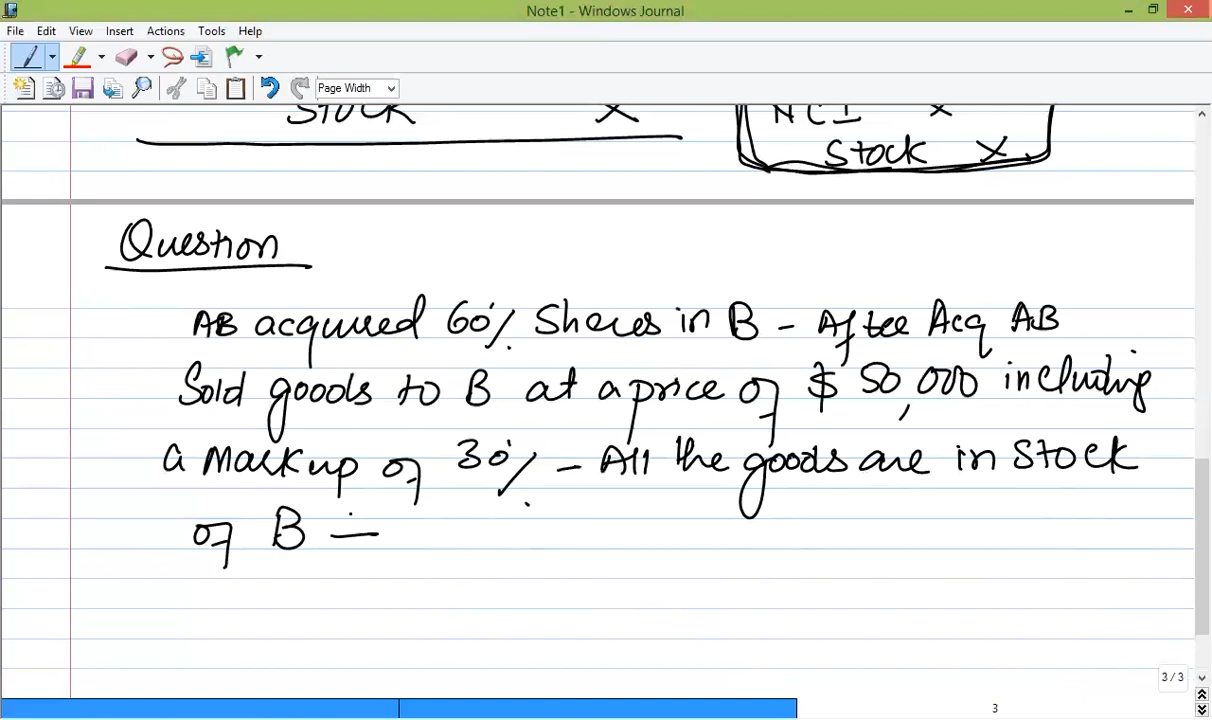 Note1 - Windows Journal
File Edit View Insert Actions Tools Help
Page Width
Stock X
NCI X
Stock X
Question
AB acquired 60% Shares in B - After Acq AB
Sold goods to B at a price of $ 50,000 including
a Markup of 30% - All the goods are in Stock
of B
3 / 3
3